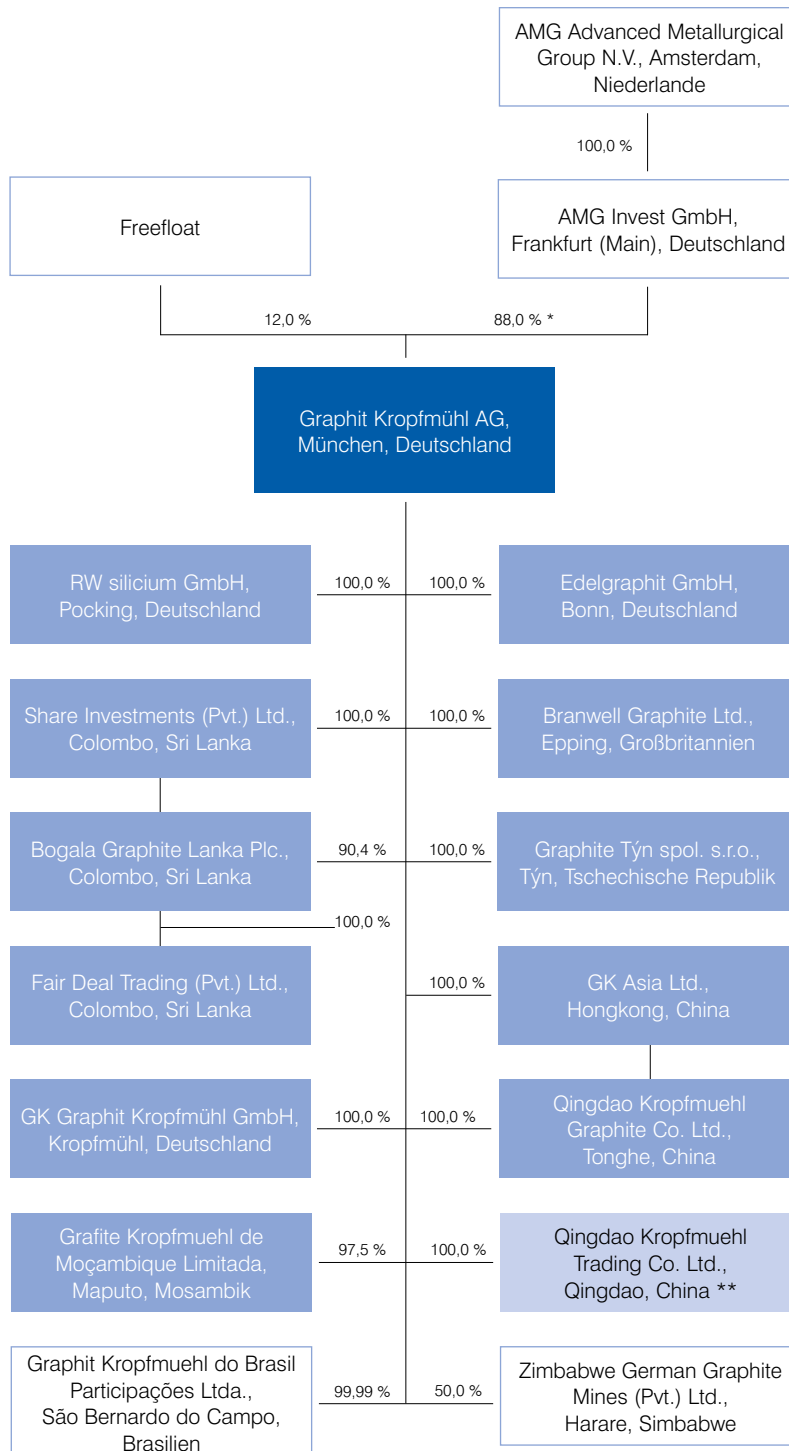 AMG Advanced Metallurgical
Group N.V., Amsterdam,
Niederlande
100,0 %
Freefloat
AMG Invest GmbH,
Frankfurt (Main), Deutschland
12,0 %
88,0 % *
Graphit Kropfmühl AG,
München, Deutschland
RW silicium GmbH,
Pocking, Deutschland
100,0 %
100,0 %
Edelgraphit GmbH,
Bonn, Deutschland
Share Investments (Pvt.) Ltd.,
Colombo, Sri Lanka
100,0 %
100,0 %
Branwell Graphite Ltd.,
Epping, Großbritannien
Bogala Graphite Lanka Plc.,
Colombo, Sri Lanka
90,4 %
100,0 %
Graphite Týn spol. s.r.o.,
Týn, Tschechische Republik
100,0 %
Fair Deal Trading (Pvt.) Ltd.,
Colombo, Sri Lanka
100,0 %
GK Asia Ltd.,
Hongkong, China
GK Graphit Kropfmühl GmbH,
Kropfmühl, Deutschland
100,0 %
100,0 %
Qingdao Kropfmuehl
Graphite Co. Ltd.,
Tonghe, China
Grafite Kropfmuehl de
Moçambique Limitada,
Maputo, Mosambik
97,5 %
100,0 %
Qingdao Kropfmuehl
Trading Co. Ltd.,
Qingdao, China **
Graphit Kropfmuehl do Brasil
Participações Ltda.,
São Bernardo do Campo,
Brasilien
99,99 %
50,0 %
Zimbabwe German Graphite
Mines (Pvt.) Ltd.,
Harare, Simbabwe